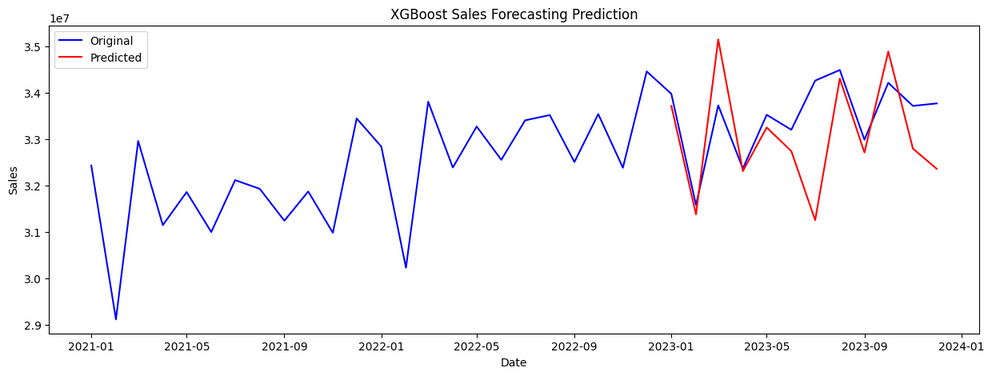 XGBoost Sales Forecasting Prediction
1e7
Original
Predicted
3.5
3.4
3.3
3.2
3.1
3.0
2.9
Sales
2021-01 2021-05 2021-09 2022-01 2022-05 2022-09 2023-01 2023-05 2023-09 2024-01
Date